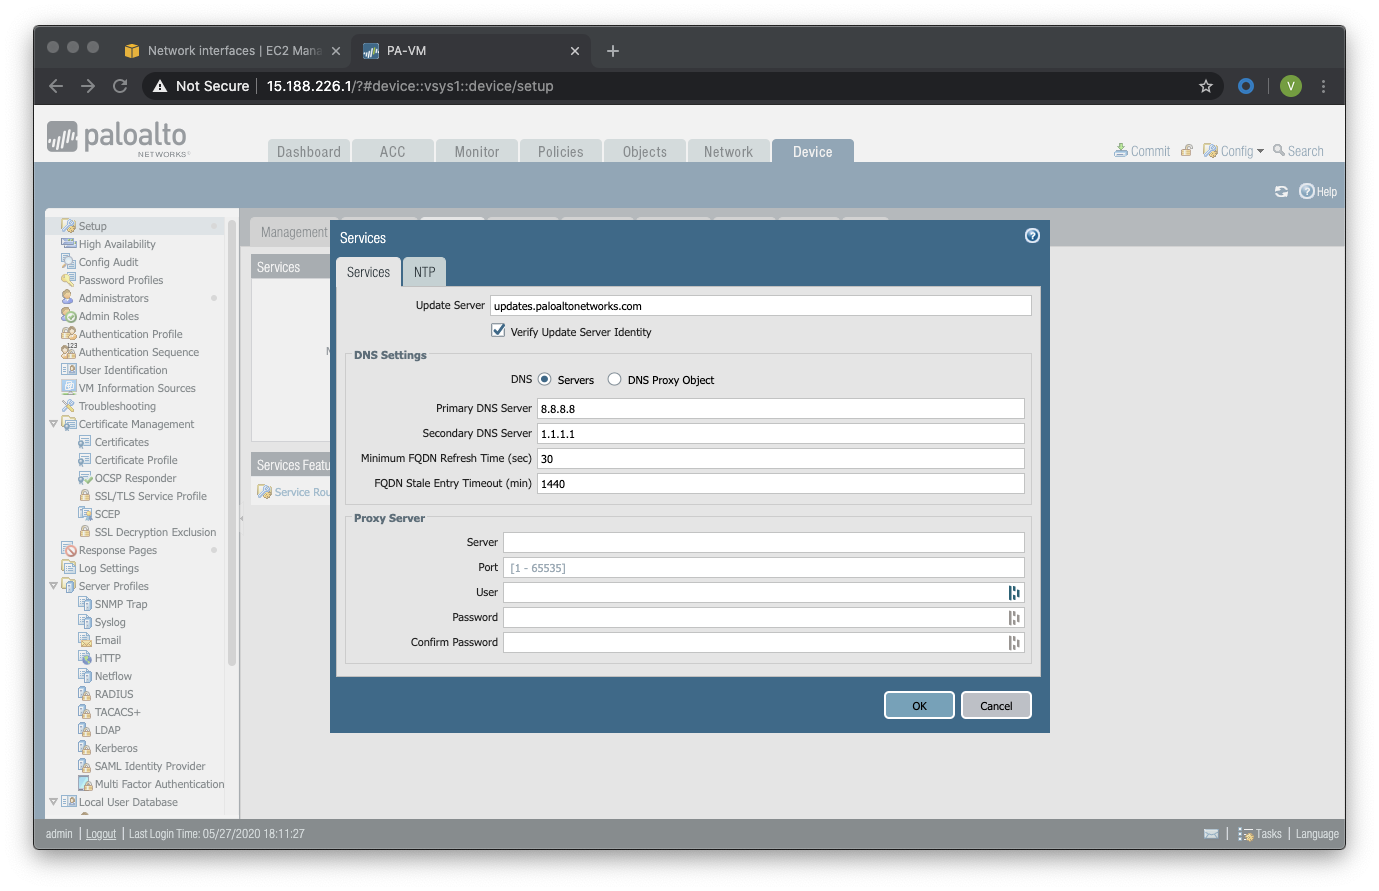 Network interfaces | EC2 Mana
PA-VM
Not Secure
15.188.226.1/?#device::vsys1::device/setup
V
paloalto
NETWORKS
Dashboard
ACC
Monitor
Policies
Objects
Network
Device
Commit
Config
Search
Help
Setup
High Availability
Config Audit
Password Profiles
Administrators
Admin Roles
Authentication Profile
Authentication Sequence
User Identification
VM Information Sources
Troubleshooting
Certificate Management
Certificates
Certificate Profile
OCSP Responder
SSL/TLS Service Profile
SCEP
SSL Decryption Exclusion
Response Pages
Log Settings
Server Profiles
SNMP Trap
Syslog
Email
HTTP
Netflow
RADIUS
TACACS+
LDAP
Kerberos
SAML Identity Provider
Multi Factor Authentication
Local User Database
Management
Services
Services Featu
Service Rou
Services
Services
NTP
Update Server updates.paloaltonetworks.com
Verify Update Server Identity
DNS Settings
DNS Servers DNS Proxy Object
Primary DNS Server 8.8.8.8
Secondary DNS Server 1.1.1.1
Minimum FQDN Refresh Time (sec) 30
FQDN Stale Entry Timeout (min) 1440
Proxy Server
Server
Port [1 - 65535]
User
Password
Confirm Password
OK
Cancel
admin | Logout | Last Login Time: 05/27/2020 18:11:27
Tasks | Language